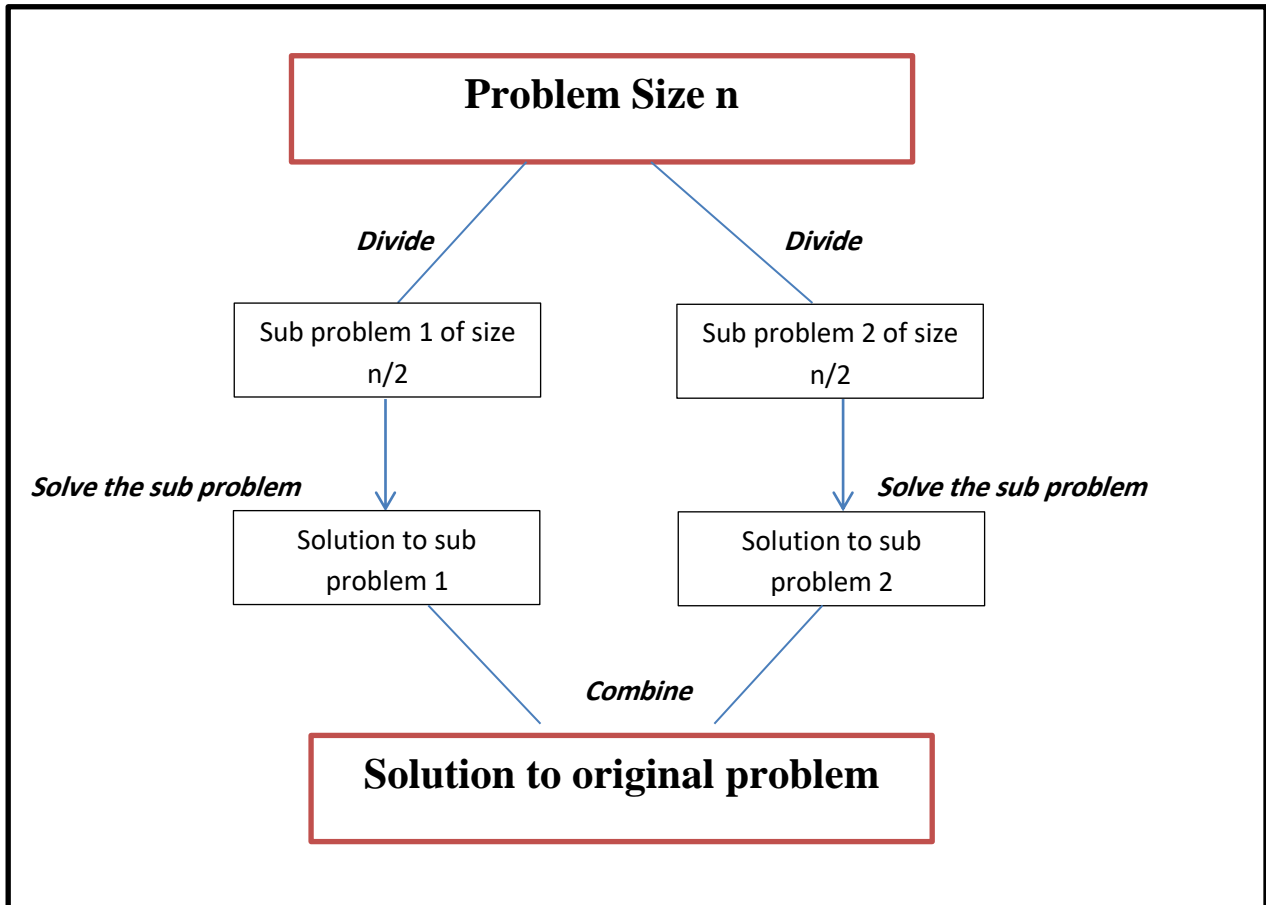 Problem Size n
Divide
Divide
Sub problem 1 of size
n/2
Sub problem 2 of size
n/2
Solve the sub problem
Solve the sub problem
Solution to sub
problem 1
Solution to sub
problem 2
Combine
Solution to original problem